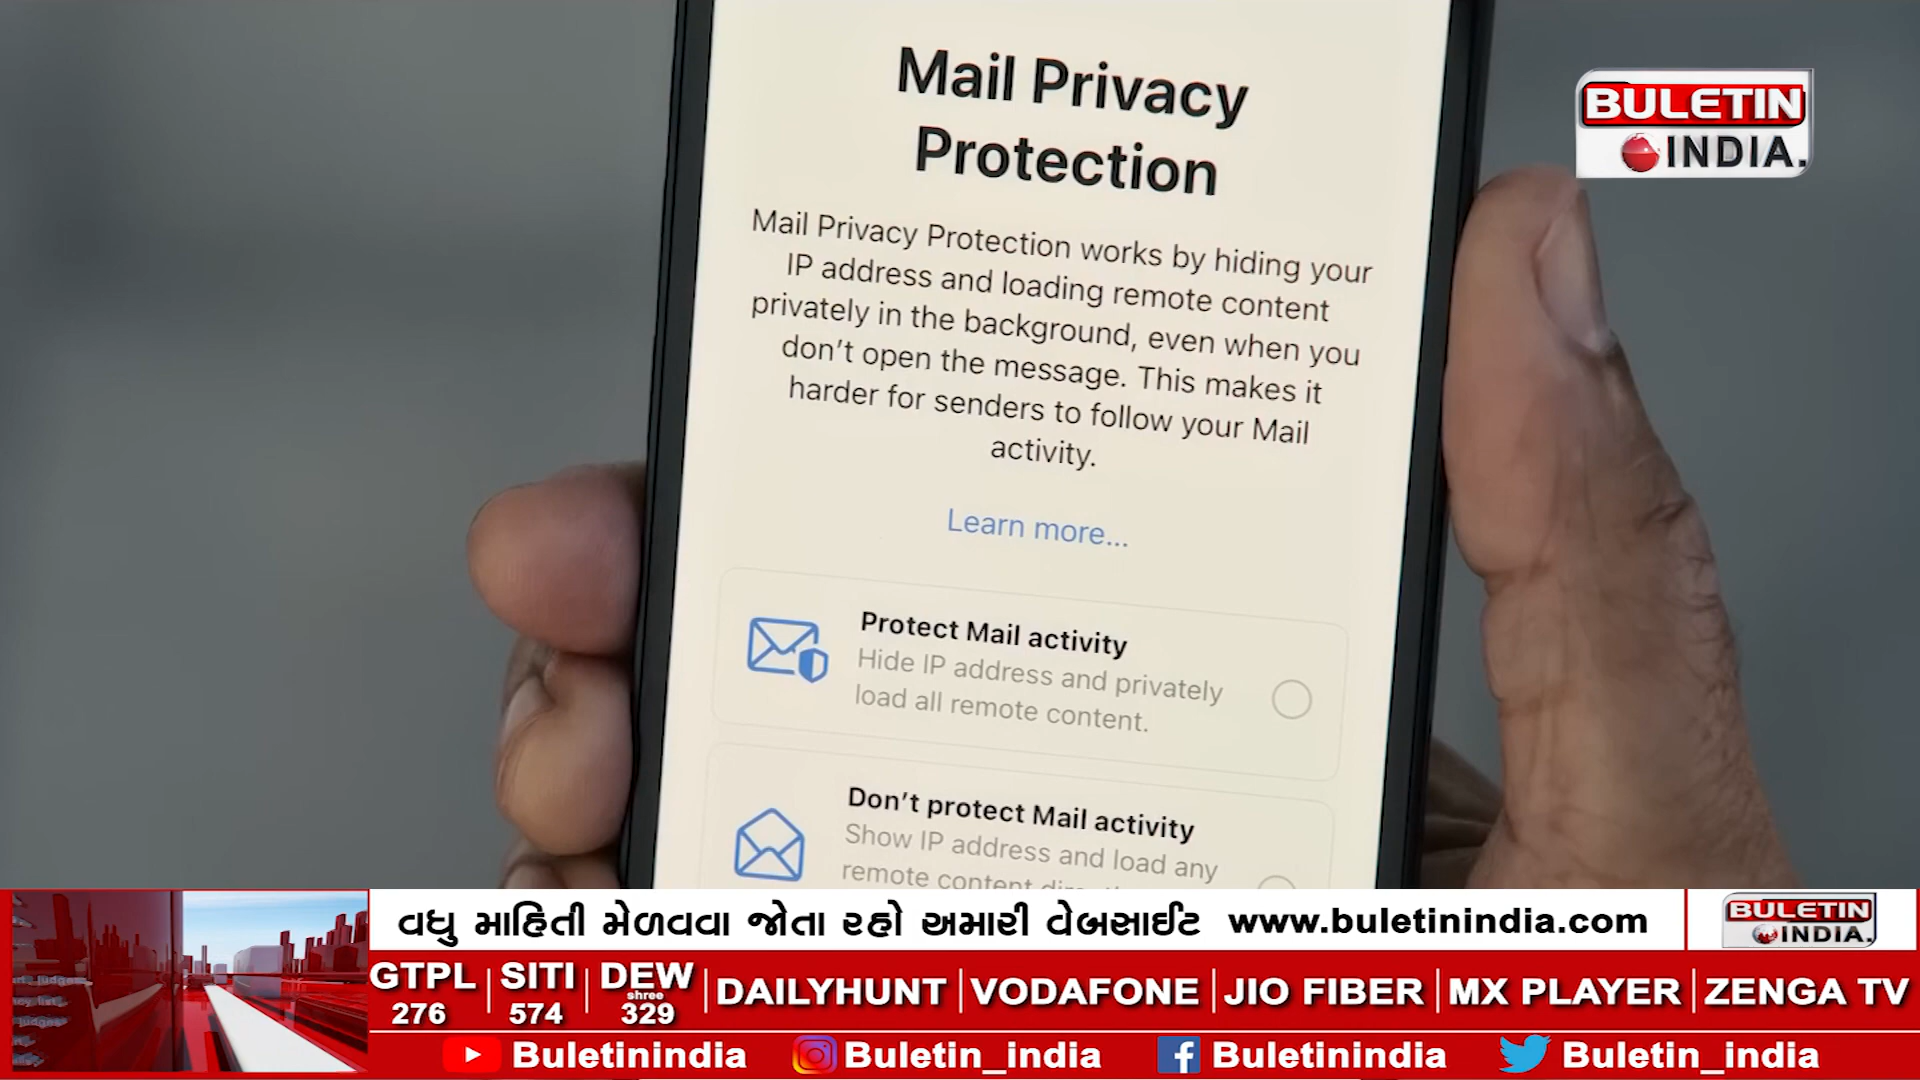 Mail Privacy
Protection
Mail Privacy Protection works by hiding your
IP address and loading remote content
privately in the background, even when you
don't open the message. This makes it
harder for senders to follow your Mail
activity.
Learn more...
Protect Mail activity
Hide IP address and privately
load all remote content.
Don't protect Mail activity
Show IP address and load any
remote content
BULETIN
INDIA.
વધુ માહિતી મેળવવા જોતા રહો અમારી વેબસાઈટ www.buletinindia.com
BULETIN
INDIA.
GTPL 276 | SITI 574 | DEW shree 329 | DAILYHUNT | VODAFONE | JIO FIBER | MX PLAYER | ZENGA TV
Buletinindia Buletin_india Buletinindia Buletin_india